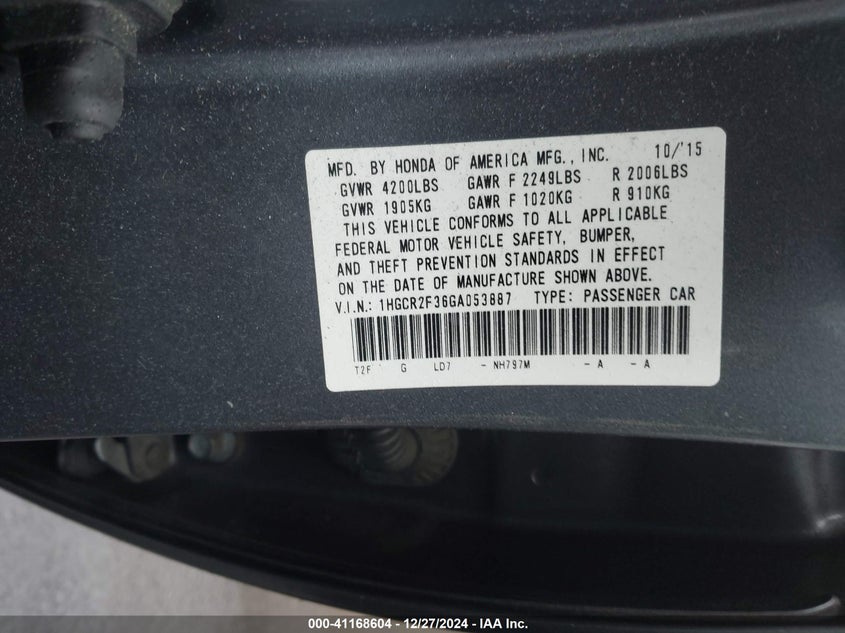 MFD. BY HONDA OF AMERICA MFG., INC. 10/'15
GVWR 4200LBS GAWR F 2249LBS R 2006LBS
GVWR 1905KG GAWR F 1020KG R 910KG
THIS VEHICLE CONFORMS TO ALL APPLICABLE
FEDERAL MOTOR VEHICLE SAFETY, BUMPER,
AND THEFT PREVENTION STANDARDS IN EFFECT
ON THE DATE OF MANUFACTURE SHOWN ABOVE.
V.I.N.: 1HGCR2F36GA053887 TYPE: PASSENGER CAR
T2F G LD7 - NH797M - A - A
000-41168604 - 12/27/2024 - IAA Inc.